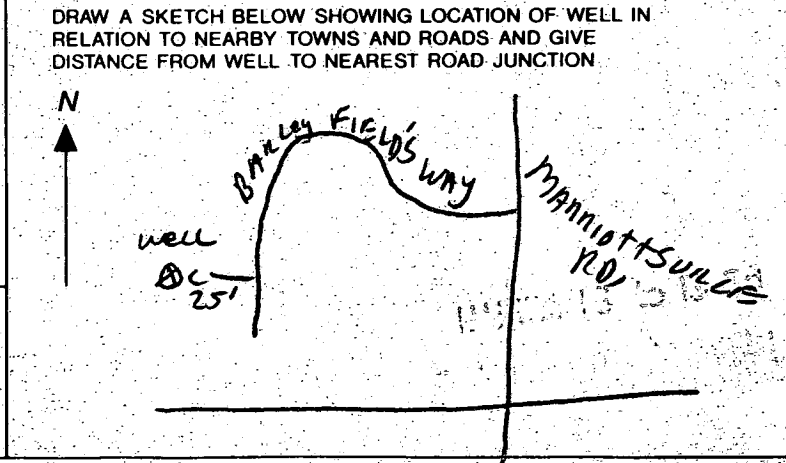 DRAW A SKETCH BELOW SHOWING LOCATION OF WELL IN
RELATION TO NEARBY TOWNS AND ROADS AND GIVE
DISTANCE FROM WELL TO NEAREST ROAD JUNCTION
N
BARLEY FIELD'S WAY
well
25'
MARRIOTTSVILLE
RD.